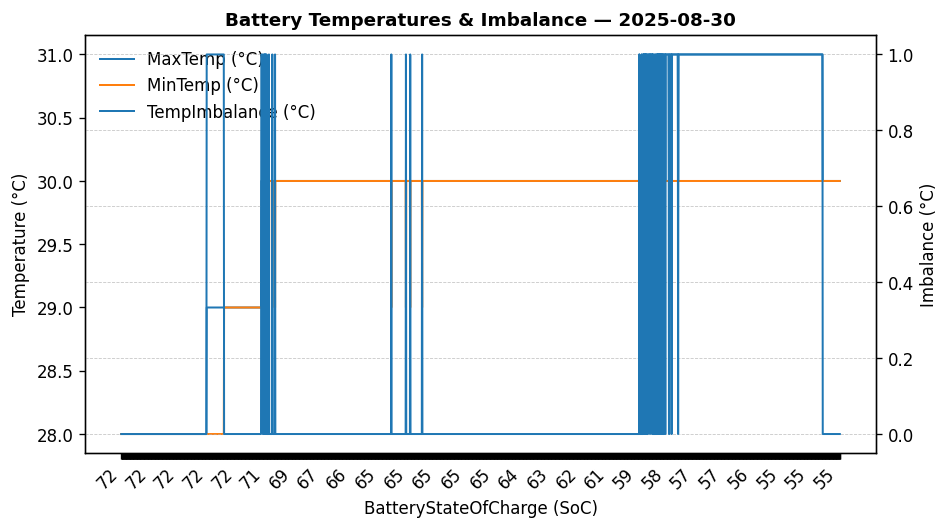 Battery Temperatures & Imbalance — 2025-08-30
MaxTemp (°C)
MinTemp (°C)
TempImbalance (°C)
Temperature (°C)
31.0
30.5
30.0
29.5
29.0
28.5
28.0
Imbalance (°C)
1.0
0.8
0.6
0.4
0.2
0.0
72 72 72 72 72 71 69 67 66 65 65 65 65 65 64 63 62 61 59 58 57 57 56 55 55 55
BatteryStateOfCharge (SoC)